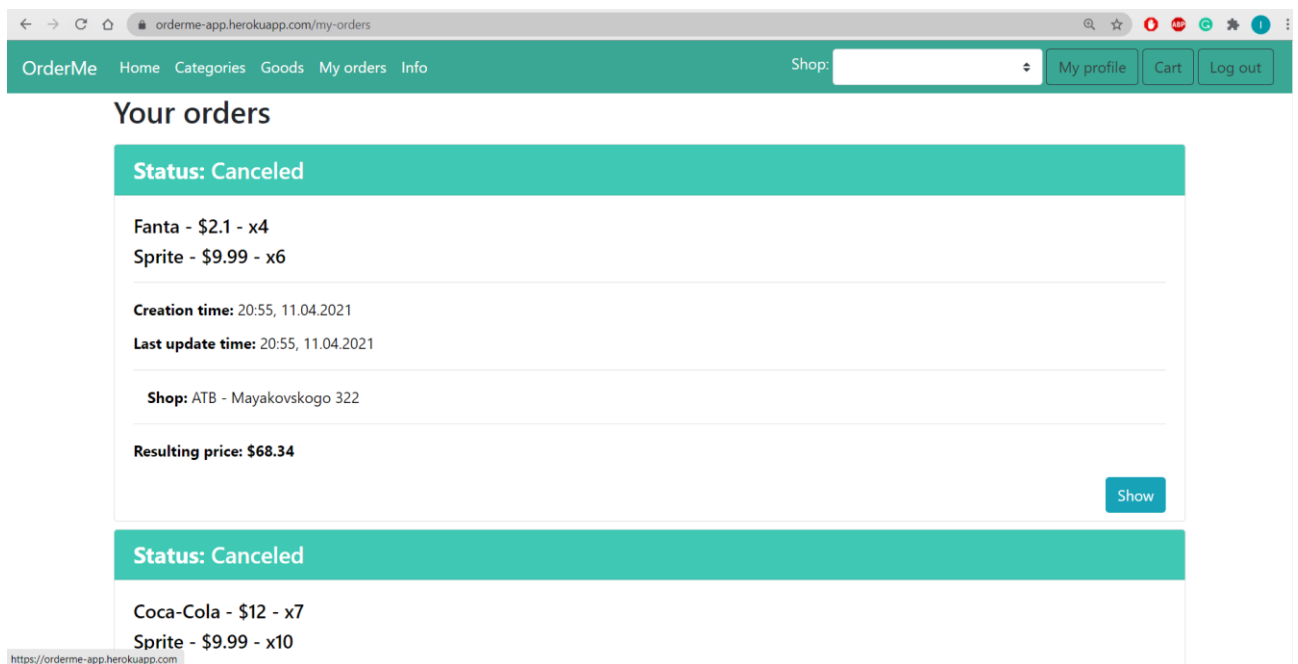 orderme-app.herokuapp.com/my-orders
ABP
I
OrderMe Home Categories Goods My orders Info Shop: My profile Cart Log out
Your orders
Status: Canceled
Fanta - $2.1 - x4
Sprite - $9.99 - x6
Creation time: 20:55, 11.04.2021
Last update time: 20:55, 11.04.2021
Shop: ATB - Mayakovskogo 322
Resulting price: $68.34
Show
Status: Canceled
Coca-Cola - $12 - x7
Sprite - $9.99 - x10
https://orderme-app.herokuapp.com